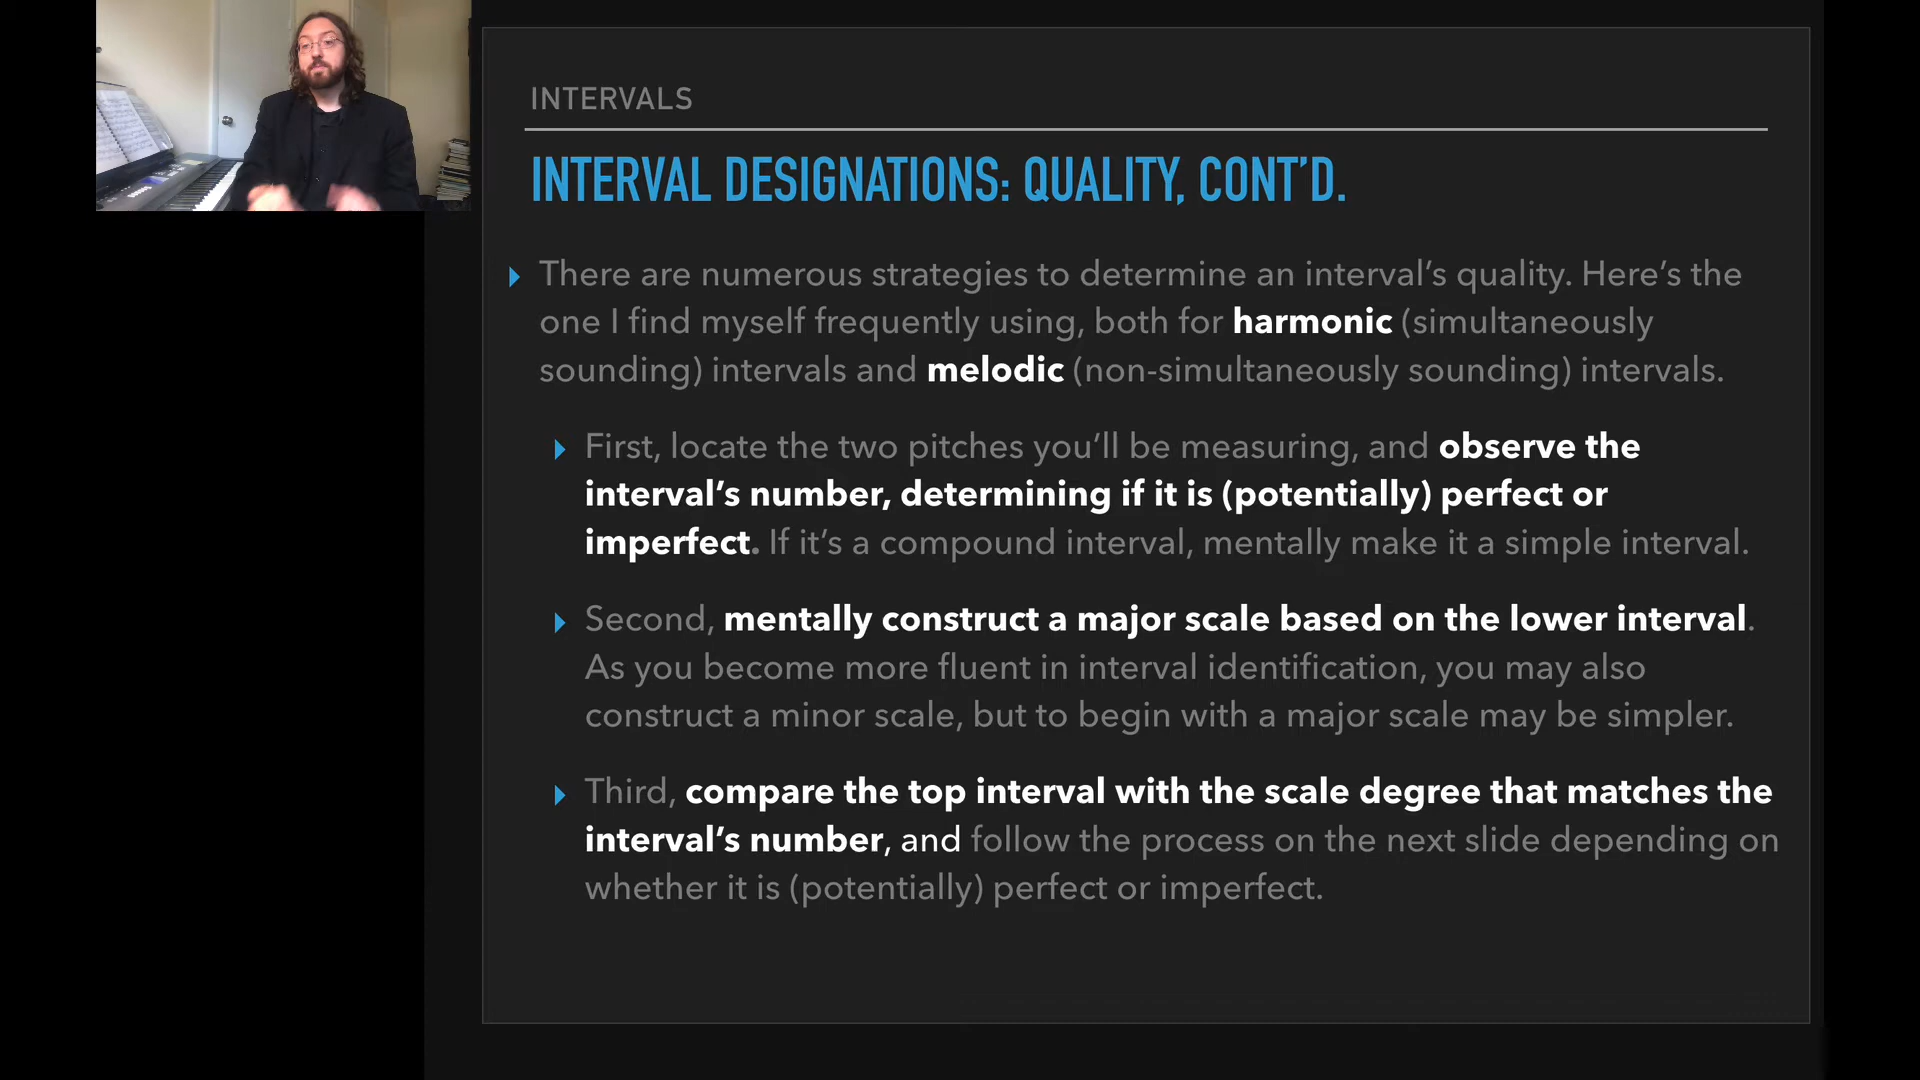 INTERVALS
INTERVAL DESIGNATIONS: QUALITY, CONT’D.
There are numerous strategies to determine an interval’s quality. Here’s the
one I find myself frequently using, both for harmonic (simultaneously
sounding) intervals and melodic (non-simultaneously sounding) intervals.
First, locate the two pitches you’ll be measuring, and observe the
interval’s number, determining if it is (potentially) perfect or
imperfect. If it’s a compound interval, mentally make it a simple interval.
Second, mentally construct a major scale based on the lower interval.
As you become more fluent in interval identification, you may also
construct a minor scale, but to begin with a major scale may be simpler.
Third, compare the top interval with the scale degree that matches the
interval’s number, and follow the process on the next slide depending on
whether it is (potentially) perfect or imperfect.